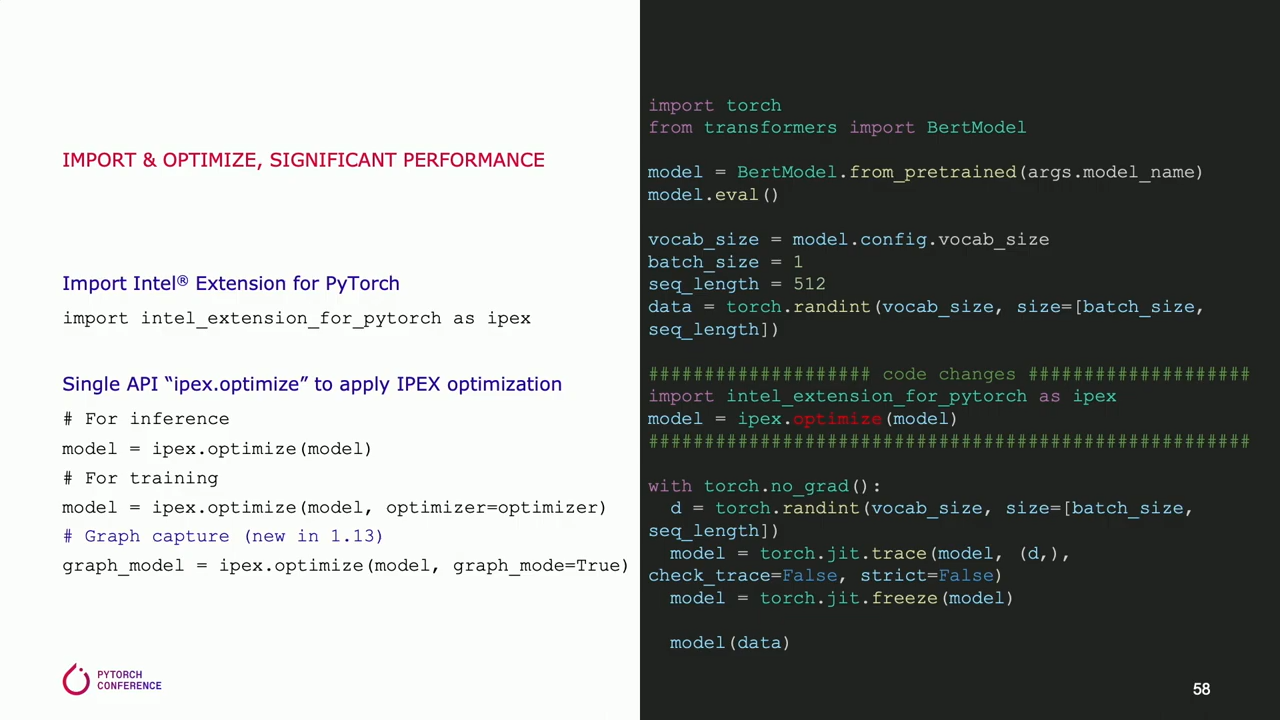 IMPORT & OPTIMIZE, SIGNIFICANT PERFORMANCE
Import Intel® Extension for PyTorch
import intel_extension_for_pytorch as ipex
Single API “ipex.optimize” to apply IPEX optimization
# For inference
model = ipex.optimize(model)
# For training
model = ipex.optimize(model, optimizer=optimizer)
# Graph capture (new in 1.13)
graph_model = ipex.optimize(model, graph_mode=True)
PYTORCH
CONFERENCE
import torch
from transformers import BertModel
model = BertModel.from_pretrained(args.model_name)
model.eval()
vocab_size = model.config.vocab_size
batch_size = 1
seq_length = 512
data = torch.randint(vocab_size, size=[batch_size,
seq_length])
#################### code changes ####################
import intel_extension_for_pytorch as ipex
model = ipex.optimize(model)
######################################################
with torch.no_grad():
  d = torch.randint(vocab_size, size=[batch_size,
seq_length])
  model = torch.jit.trace(model, (d,),
check_trace=False, strict=False)
  model = torch.jit.freeze(model)
  model(data)
58